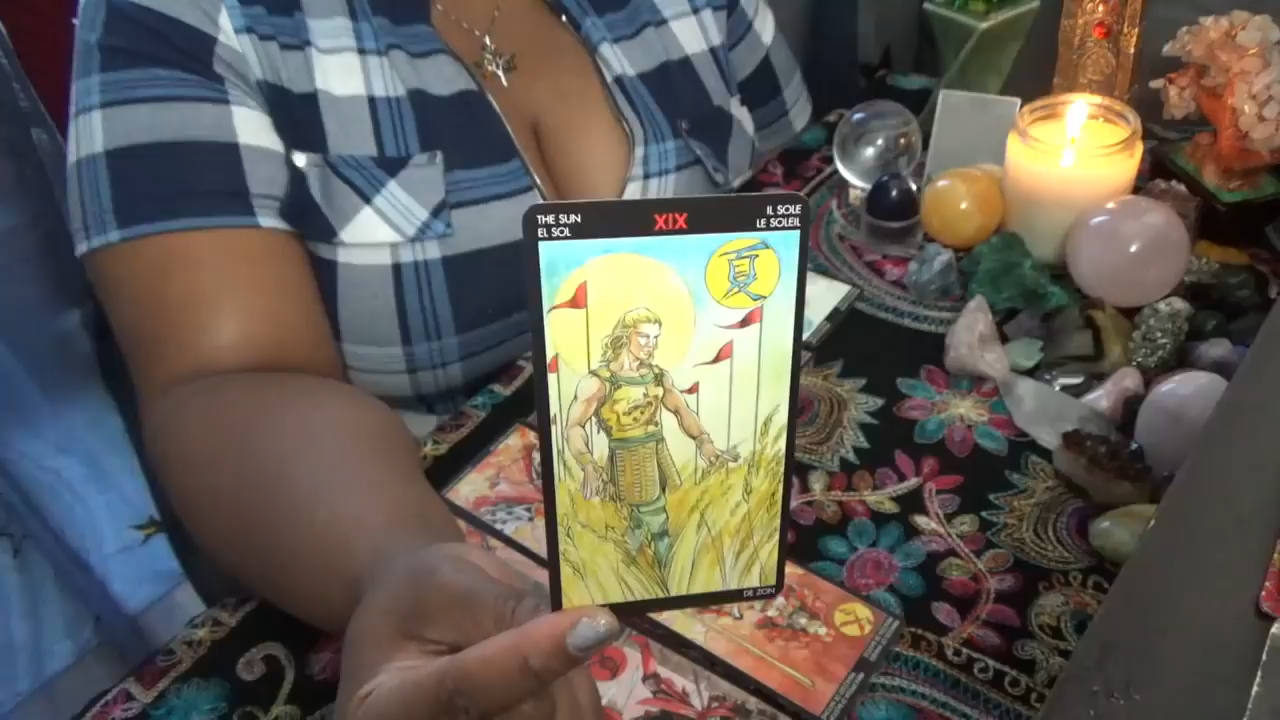 THE SUN
EL SOL
XIX
IL SOLE
LE SOLEIL
夏
DE ZON